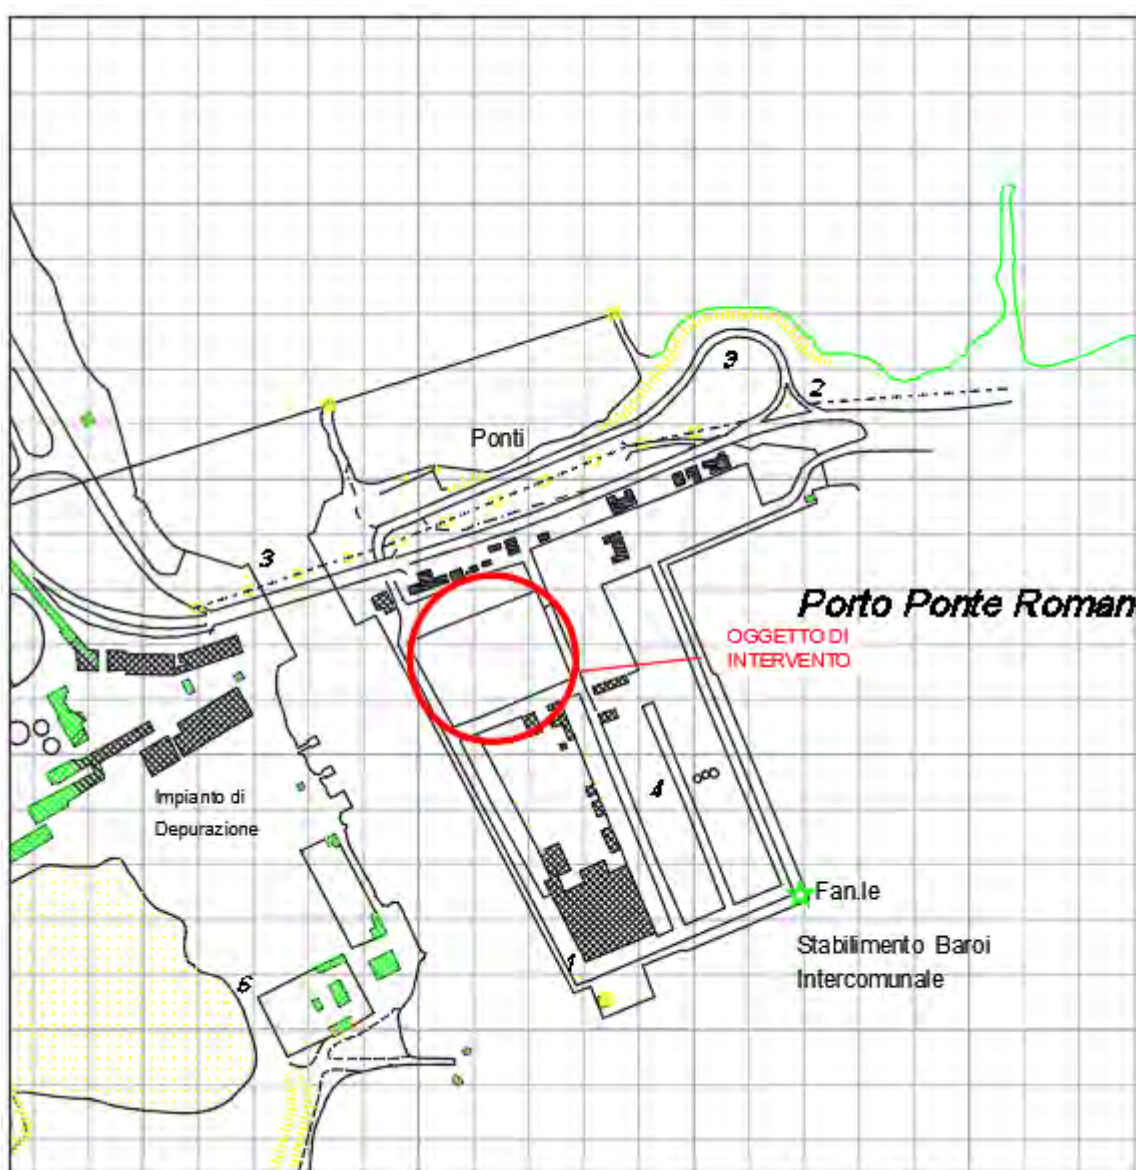 3
2
Ponti
3
Porto Ponte Roman
OGGETTO DI
INTERVENTO
4
Impianto di
Depurazione
Fan.le
Stabilimento Baroi
Intercomunale
1
6